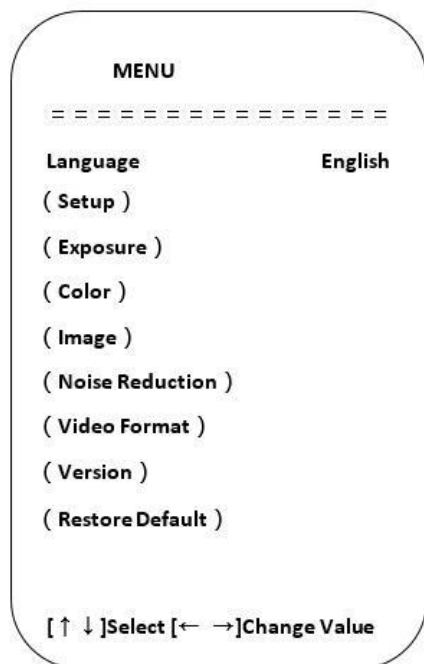 MENU
= = = = = = = = = = = = = = =
Language English
( Setup )
( Exposure )
( Color )
( Image )
( Noise Reduction )
( Video Format )
( Version )
( Restore Default )
[ ↑ ↓ ]Select [← →]Change Value